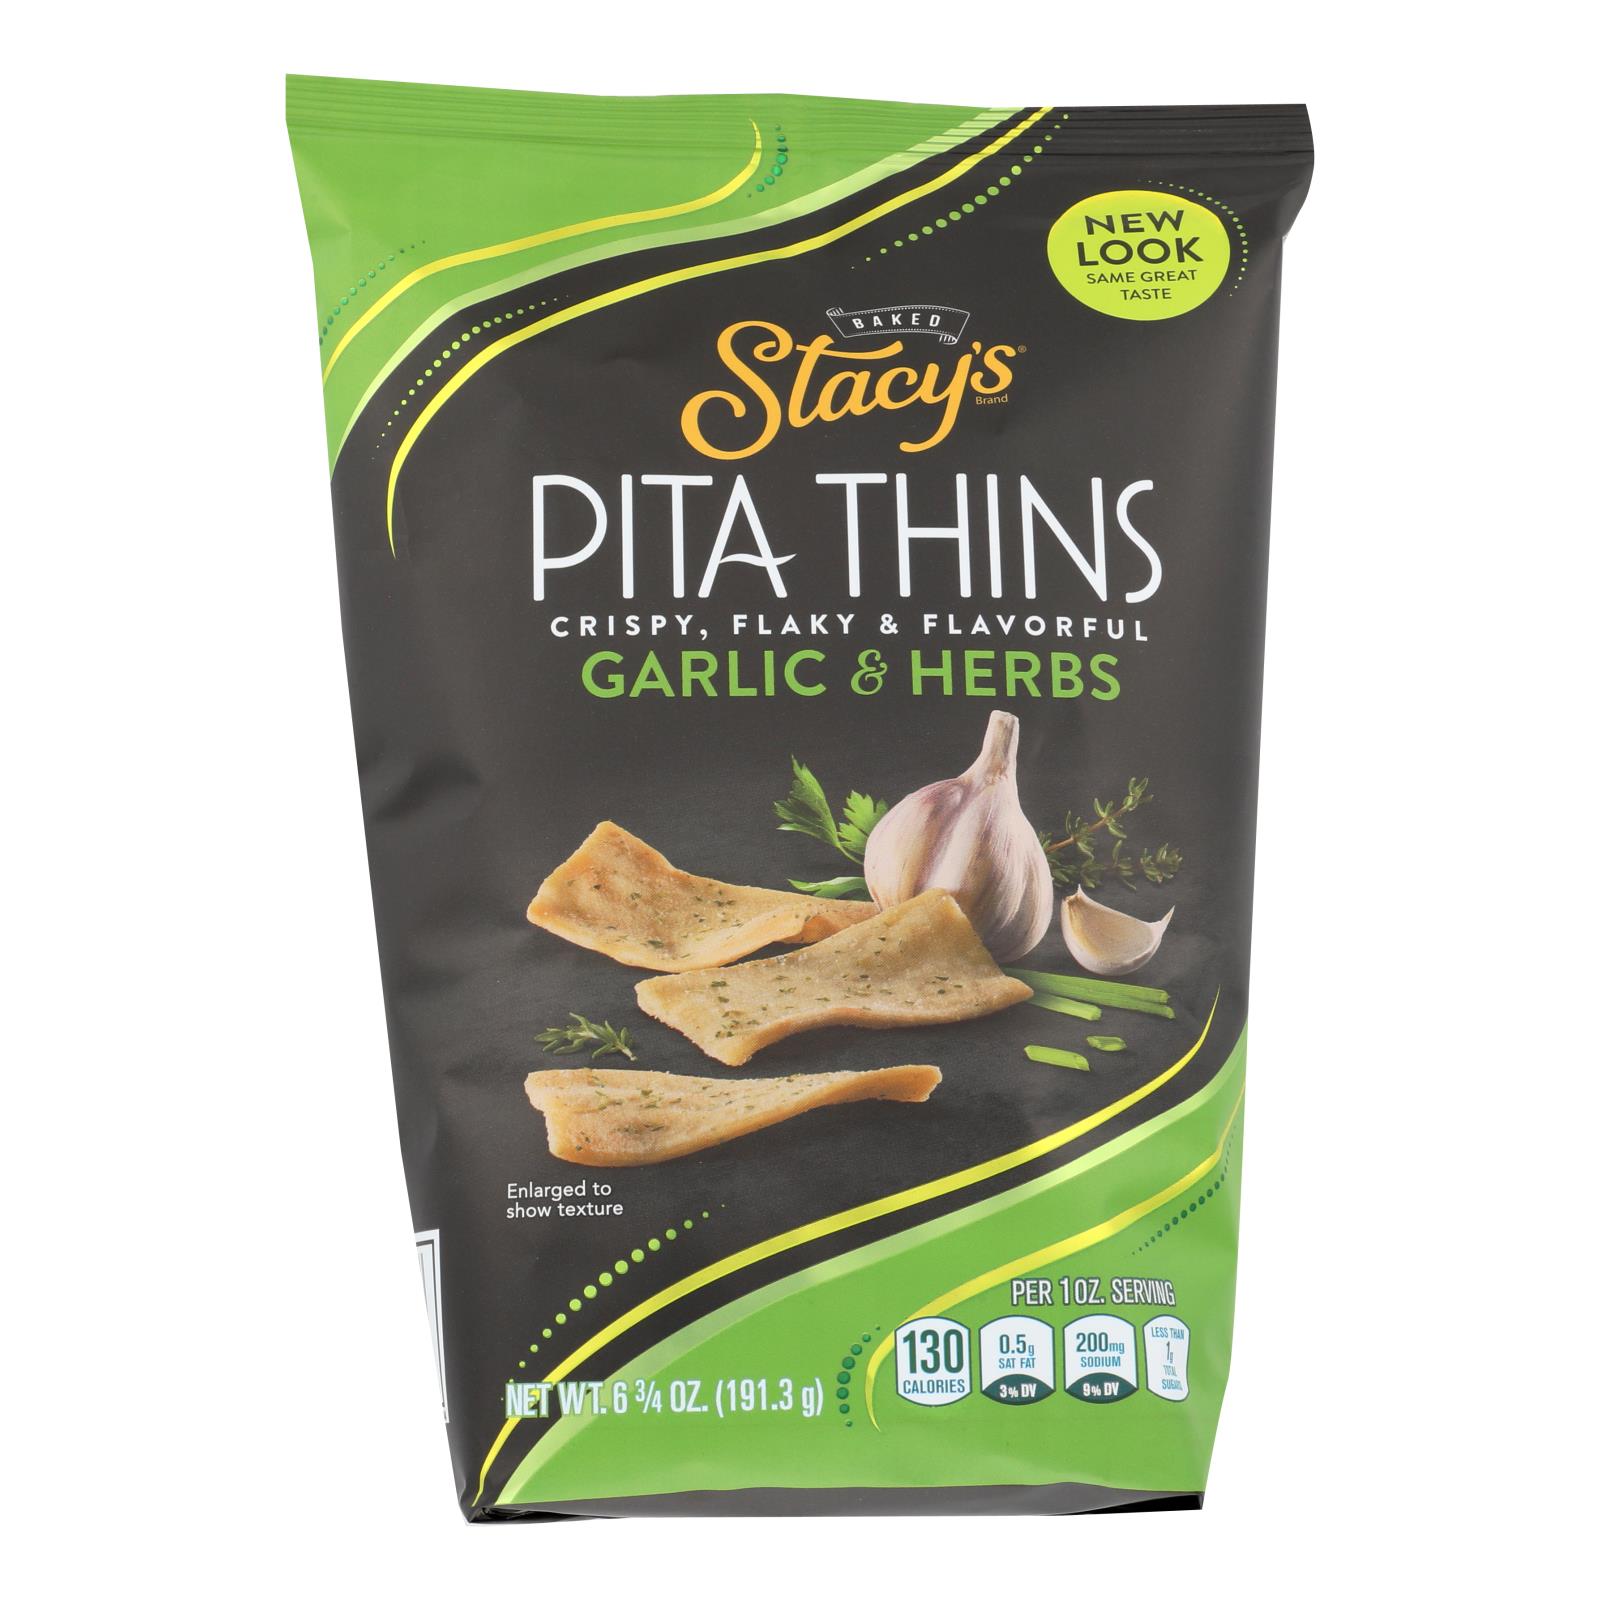 NEW
LOOK
SAME GREAT
TASTE
BAKED
Stacy's®
Brand
PITA THINS
CRISPY, FLAKY & FLAVORFUL
GARLIC & HERBS
Enlarged to
show texture
PER 1 OZ. SERVING
130
CALORIES
0.5g
SAT FAT
3% DV
200mg
SODIUM
9% DV
LESS THAN
1g
TOTAL
SUGARS
NET WT. 6 3/4 OZ. (191.3 g)